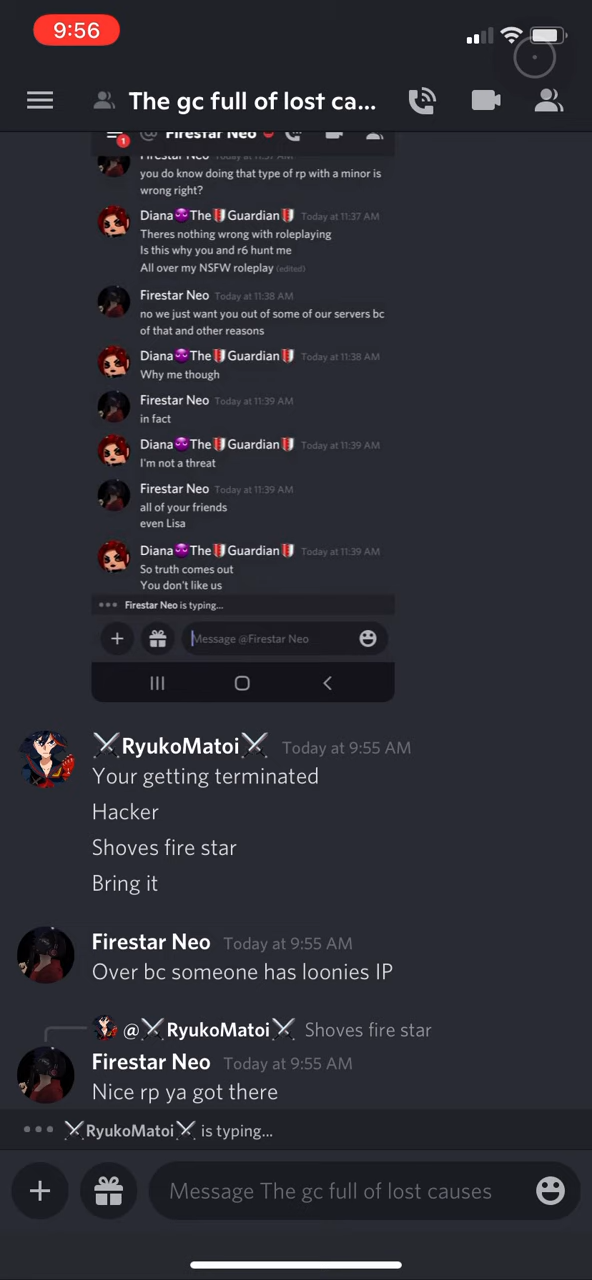 9:56
The gc full of lost ca...
1
@ Firestar Neo
Firestar Neo Today at 11:37 AM
you do know doing that type of rp with a minor is
wrong right?
Diana😈The🛡️Guardian🛡️ Today at 11:37 AM
Theres nothing wrong with roleplaying
Is this why you and r6 hunt me
All over my NSFW roleplay (edited)
Firestar Neo Today at 11:38 AM
no we just want you out of some of our servers bc
of that and other reasons
Diana😈The🛡️Guardian🛡️ Today at 11:38 AM
Why me though
Firestar Neo Today at 11:39 AM
in fact
Diana😈The🛡️Guardian🛡️ Today at 11:39 AM
I'm not a threat
Firestar Neo Today at 11:39 AM
all of your friends
even Lisa
Diana😈The🛡️Guardian🛡️ Today at 11:39 AM
So truth comes out
You don't like us
Firestar Neo is typing...
Message @Firestar Neo
⚔️RyukoMatoi⚔️ Today at 9:55 AM
Your getting terminated
Hacker
Shoves fire star
Bring it
Firestar Neo Today at 9:55 AM
Over bc someone has loonies IP
@⚔️RyukoMatoi⚔️ Shoves fire star
Firestar Neo Today at 9:55 AM
Nice rp ya got there
⚔️RyukoMatoi⚔️ is typing...
Message The gc full of lost causes